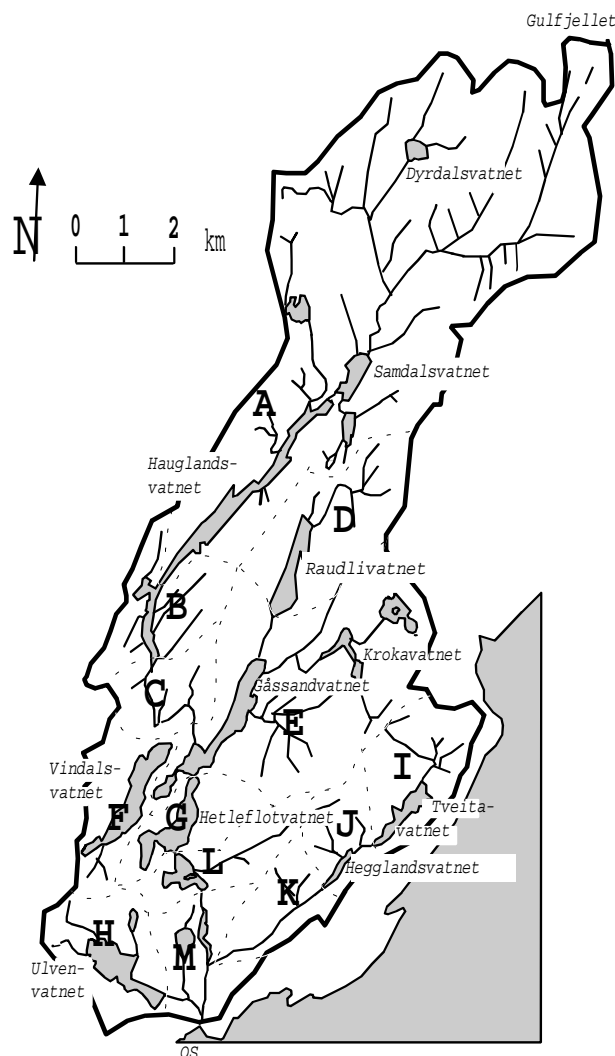 Gulfjellet
Dyrdalsvatnet
N
0 1 2 km
Samdalsvatnet
A
Hauglands-
vatnet
D
Raudlivatnet
B
Krokavatnet
C
Gåssandvatnet
E
I
Vindals-
vatnet
F
G
Hetleflotvatnet
J
Tveita-
vatnet
L
Hegglandsvatnet
K
H
M
Ulven-
vatnet
OS